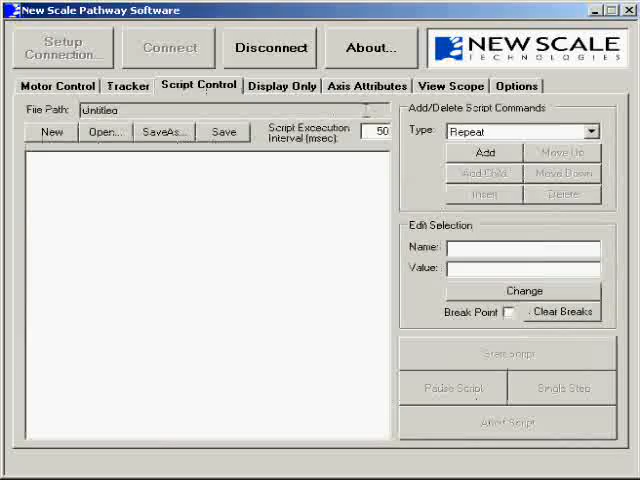 New Scale Pathway Software
Setup Connection... Connect Disconnect About... NEW SCALE TECHNOLOGIES
Motor Control Tracker Script Control Display Only Axis Attributes View Scope Options
File Path: Untitled
New Open... SaveAs... Save Script Excecution Interval (msec): 50
Add/Delete Script Commands
Type: Repeat
Add Move Up
Add Child Move Down
Insert Delete
Edit Selection
Name:
Value:
Change
Break Point Clear Breaks
Start Script
Pause Script Single Step
Abort Script